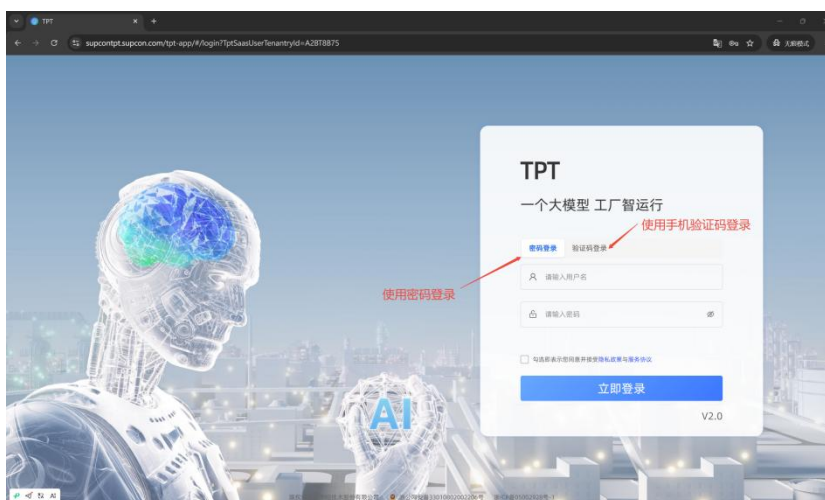 TPT
supcontpt.supcon.com/tpt-app/#/login?TptSaasUserTenantryId=A2BT8B75
无痕模式
TPT
一个大模型 工厂智运行
使用手机验证码登录
密码登录 验证码登录
请输入用户名
使用密码登录
请输入密码
勾选即表示您同意并接受隐私政策与服务协议
立即登录
AI
V2.0
AI